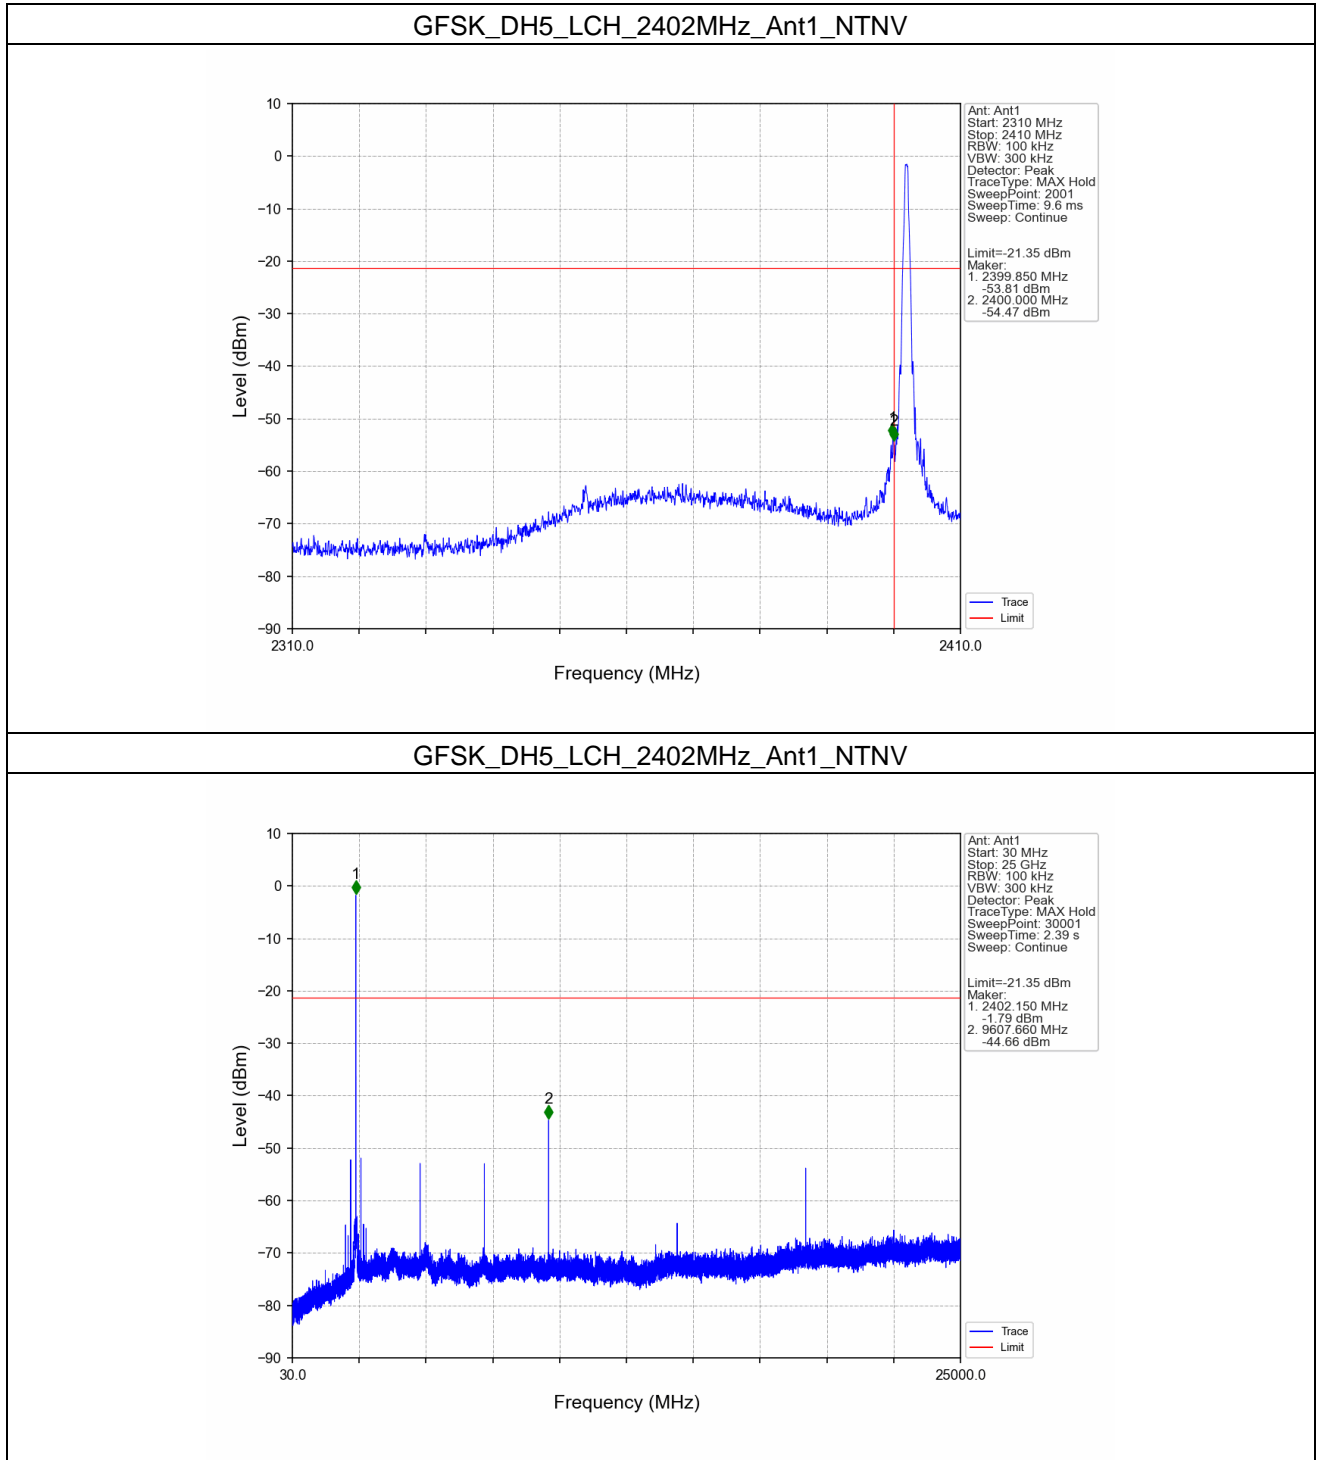 GFSK_DH5_LCH_2402MHz_Ant1_NTNV
10
0
−10
−20
−30
−40
−50
−60
−70
−80
−90
Level (dBm)
2310.0
2410.0
Frequency (MHz)
1
2
Ant: Ant1
Start: 2310 MHz
Stop: 2410 MHz
RBW: 100 kHz
VBW: 300 kHz
Detector: Peak
TraceType: MAX Hold
SweepPoint: 2001
SweepTime: 9.6 ms
Sweep: Continue
Limit=-21.35 dBm
Maker:
1. 2399.850 MHz
-53.81 dBm
2. 2400.000 MHz
-54.47 dBm
Trace
Limit
GFSK_DH5_LCH_2402MHz_Ant1_NTNV
10
0
−10
−20
−30
−40
−50
−60
−70
−80
−90
Level (dBm)
30.0
25000.0
Frequency (MHz)
1
2
Ant: Ant1
Start: 30 MHz
Stop: 25 GHz
RBW: 100 kHz
VBW: 300 kHz
Detector: Peak
TraceType: MAX Hold
SweepPoint: 30001
SweepTime: 2.39 s
Sweep: Continue
Limit=-21.35 dBm
Maker:
1. 2402.150 MHz
-1.79 dBm
2. 9607.660 MHz
-44.66 dBm
Trace
Limit